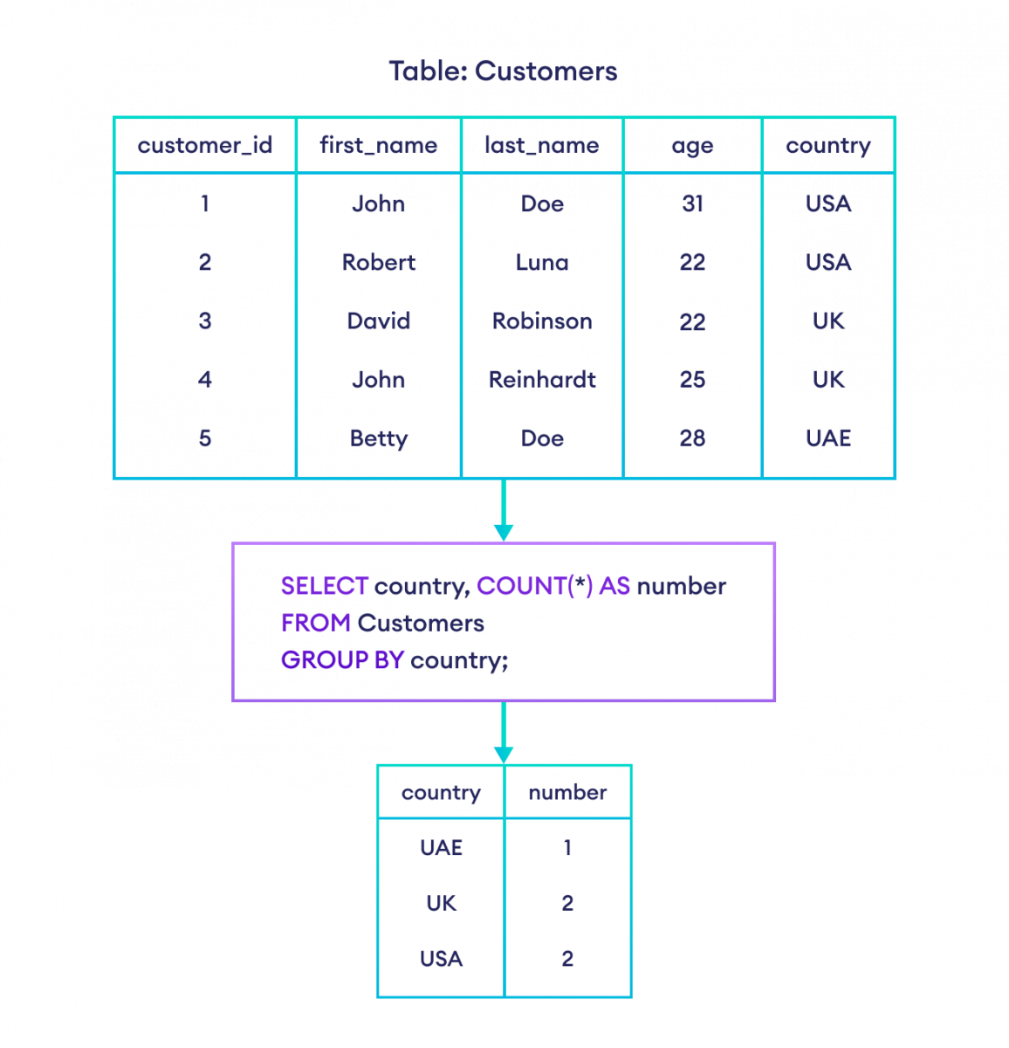 Table: Customers
customer_id first_name last_name age country
1 John Doe 31 USA
2 Robert Luna 22 USA
3 David Robinson 22 UK
4 John Reinhardt 25 UK
5 Betty Doe 28 UAE
SELECT country, COUNT(*) AS number
FROM Customers
GROUP BY country;
country number
UAE 1
UK 2
USA 2